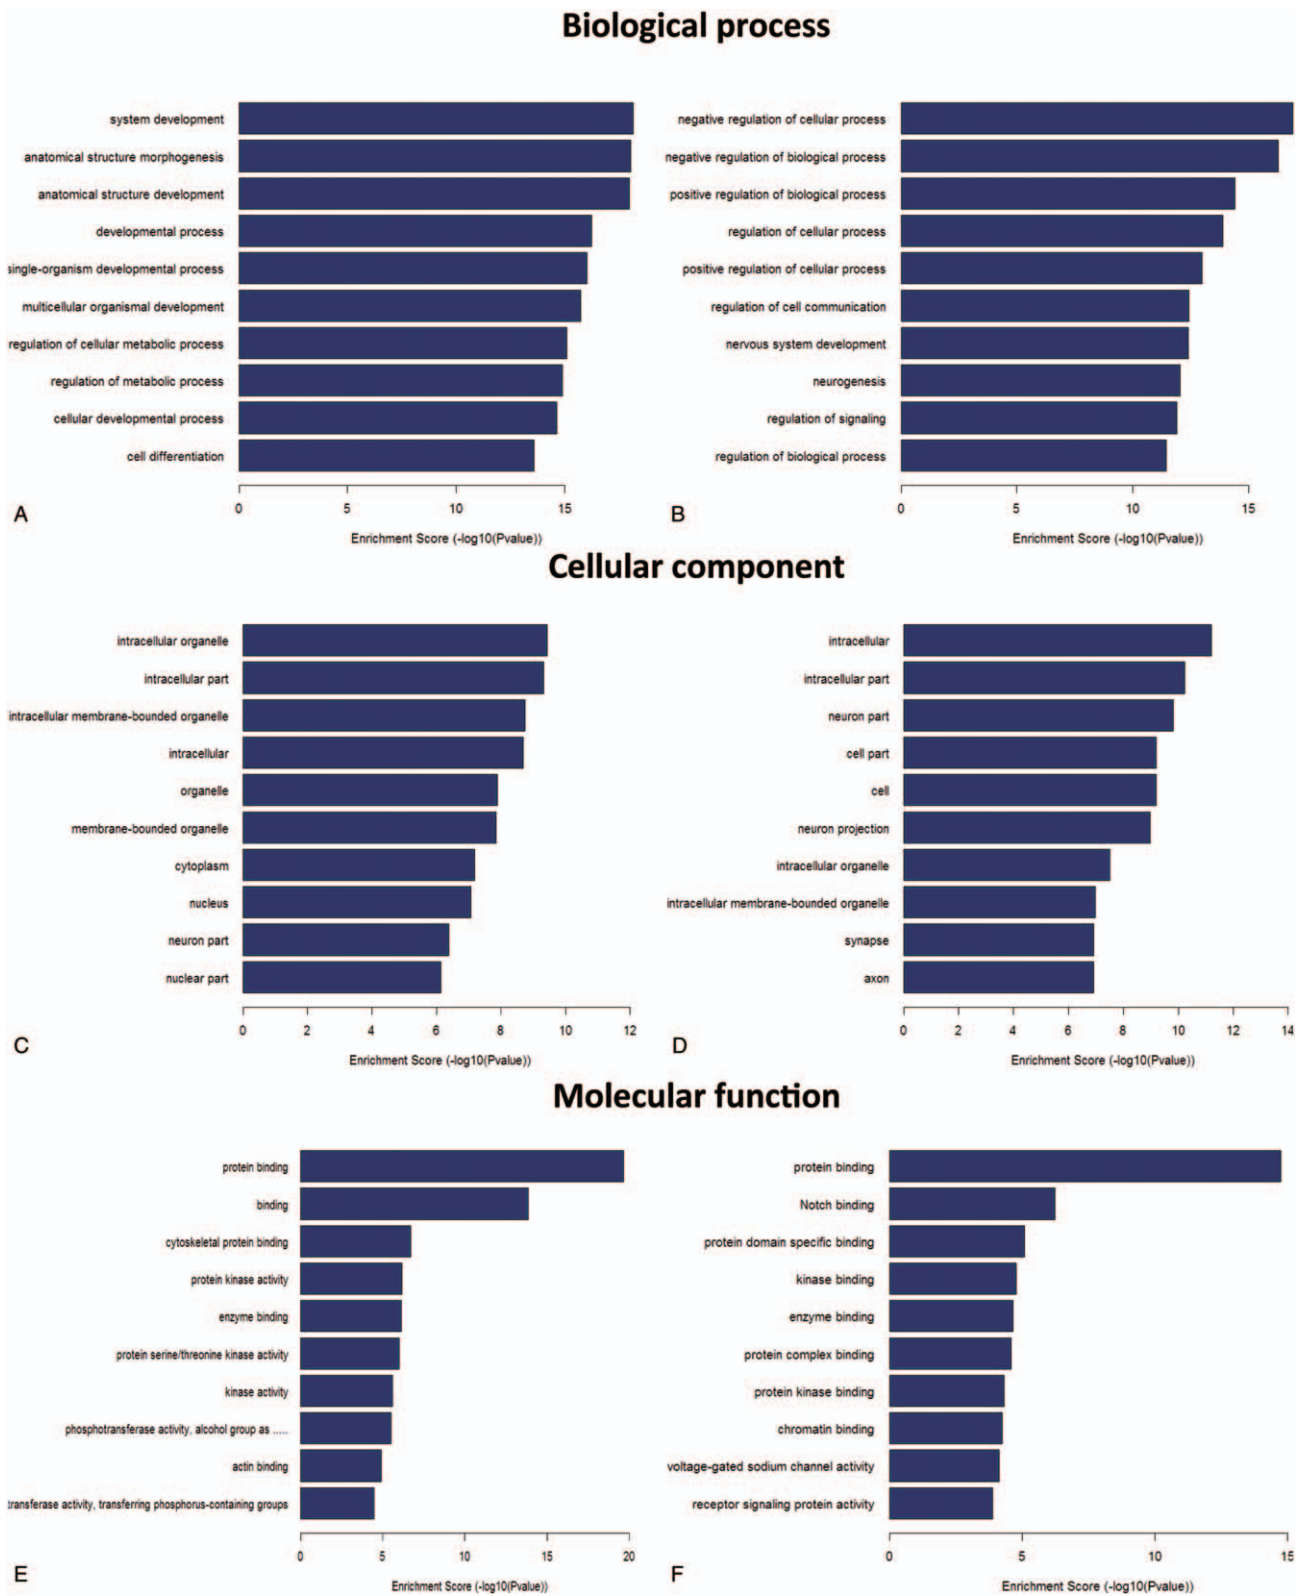 Biological process
system development
anatomical structure morphogenesis
anatomical structure development
developmental process
single-organism developmental process
multicellular organismal development
regulation of cellular metabolic process
regulation of metabolic process
cellular developmental process
cell differentiation
0 5 10 15
A
Enrichment Score (-log10(Pvalue))
negative regulation of cellular process
negative regulation of biological process
positive regulation of biological process
regulation of cellular process
positive regulation of cellular process
regulation of cell communication
nervous system development
neurogenesis
regulation of signaling
regulation of biological process
0 5 10 15
B
Enrichment Score (-log10(Pvalue))
Cellular component
intracellular organelle
intracellular part
intracellular membrane-bounded organelle
intracellular
organelle
membrane-bounded organelle
cytoplasm
nucleus
neuron part
nuclear part
0 2 4 6 8 10 12
C
Enrichment Score (-log10(Pvalue))
intracellular
intracellular part
neuron part
cell part
cell
neuron projection
intracellular organelle
intracellular membrane-bounded organelle
synapse
axon
0 2 4 6 8 10 12 14
D
Enrichment Score (-log10(Pvalue))
Molecular function
protein binding
binding
cytoskeletal protein binding
protein kinase activity
enzyme binding
protein serine/threonine kinase activity
kinase activity
phosphotransferase activity, alcohol group as .....
actin binding
transferase activity, transferring phosphorus-containing groups
0 5 10 15 20
E
Enrichment Score (-log10(Pvalue))
protein binding
Notch binding
protein domain specific binding
kinase binding
enzyme binding
protein complex binding
protein kinase binding
chromatin binding
voltage-gated sodium channel activity
receptor signaling protein activity
0 5 10 15
F
Enrichment Score (-log10(Pvalue))